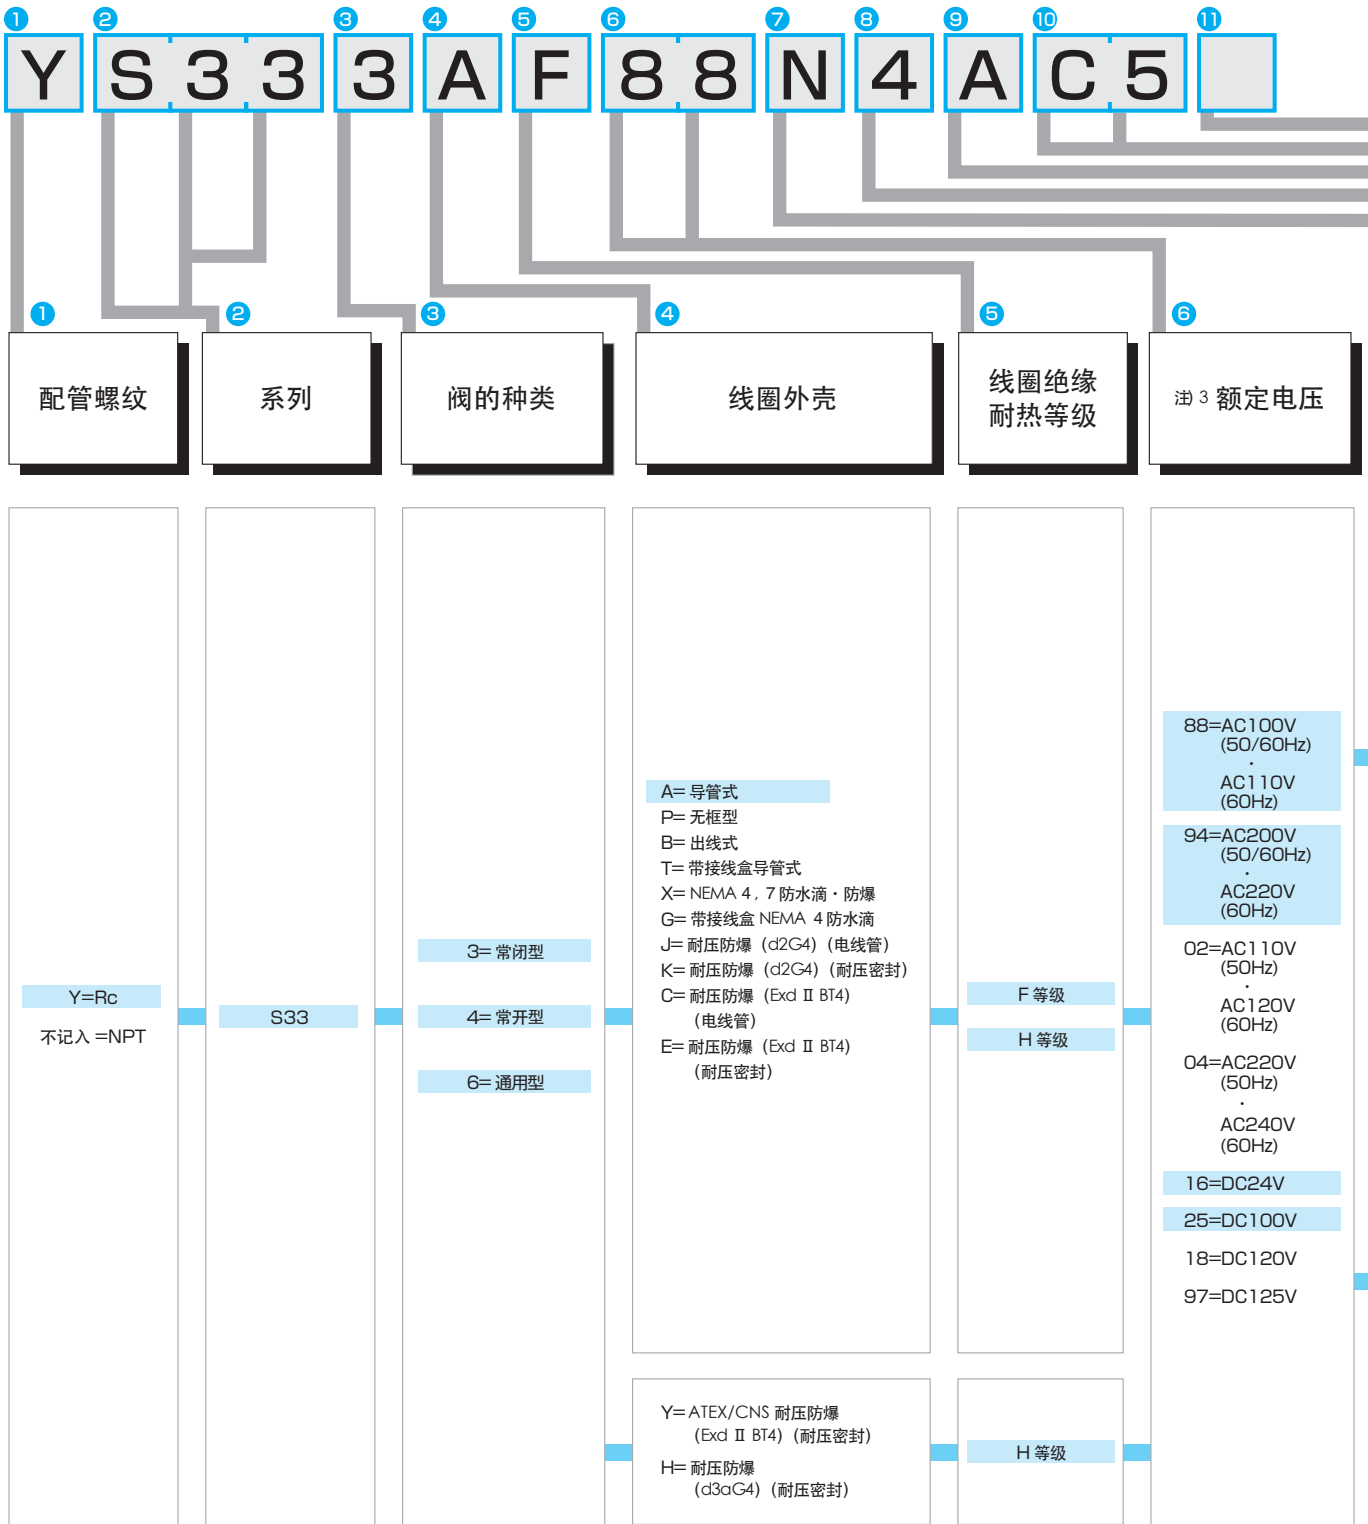 1 2 3 4 5 6 7 8 9 10 11
Y S 3 3 3 A F 8 8 N 4 A C 5
1 2 3 4 5 6
配管螺纹
系列
阀的种类
线圈外壳
线圈绝缘
耐热等级
注) 3 额定电压
Y=Rc
不记入 =NPT
S33
3= 常闭型
4= 常开型
6= 通用型
A= 导管式
P= 无框型
B= 出线式
T= 带接线盒导管式
X= NEMA 4 , 7 防水滴・防爆
G= 带接线盒 NEMA 4 防水滴
J= 耐压防爆 (d2G4) (电线管)
K= 耐压防爆 (d2G4) (耐压密封)
C= 耐压防爆 (Exd Ⅱ BT4)
(电线管)
E= 耐压防爆 (Exd Ⅱ BT4)
(耐压密封)
Y= ATEX/CNS 耐压防爆
(Exd Ⅱ BT4) (耐压密封)
H= 耐压防爆
(d3aG4) (耐压密封)
F 等级
H 等级
H 等级
88=AC100V
(50/60Hz)
・
AC110V
(60Hz)
94=AC200V
(50/60Hz)
・
AC220V
(60Hz)
02=AC110V
(50Hz)
・
AC120V
(60Hz)
04=AC220V
(50Hz)
・
AC240V
(60Hz)
16=DC24V
25=DC100V
18=DC120V
97=DC125V